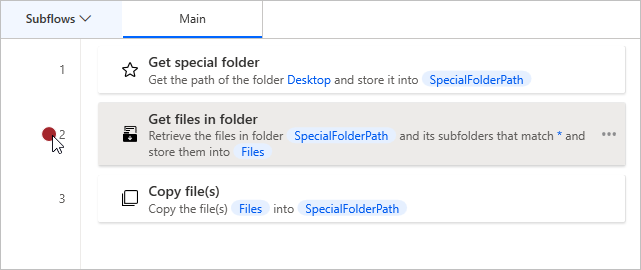 Subflows Main
1 Get special folder
Get the path of the folder Desktop and store it into SpecialFolderPath
2 Get files in folder
Retrieve the files in folder SpecialFolderPath and its subfolders that match * and
store them into Files
3 Copy file(s)
Copy the file(s) Files into SpecialFolderPath